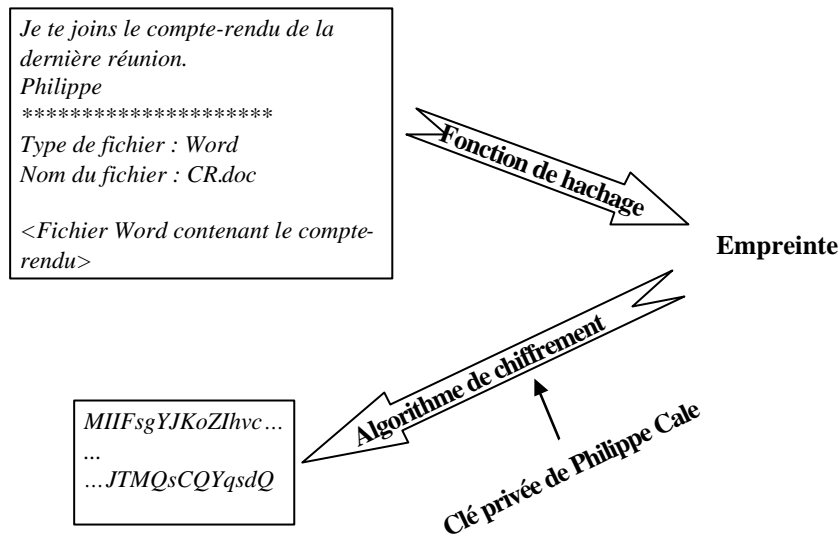 Je te joins le compte-rendu de la
dernière réunion.
Philippe
*********************
Type de fichier : Word
Nom du fichier : CR.doc
<Fichier Word contenant le compte-
rendu>
Fonction de hachage
Empreinte
Algorithme de chiffrement
MIIFsgYJKoZIhvc…
...
…JTMQsCQYqsdQ
Clé privée de Philippe Cale